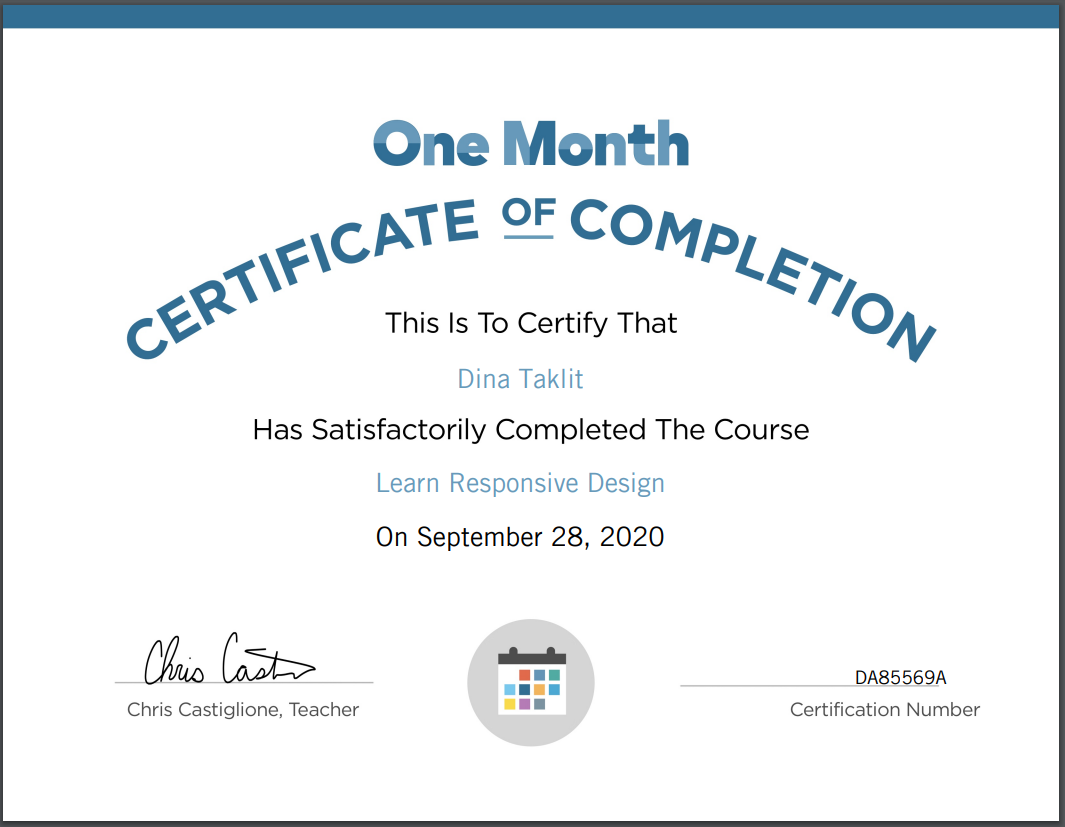 One Month
CERTIFICATE OF COMPLETION
This Is To Certify That
Dina Taklit
Has Satisfactorily Completed The Course
Learn Responsive Design
On September 28, 2020
Chris Cast
DA85569A
Chris Castiglione, Teacher
Certification Number